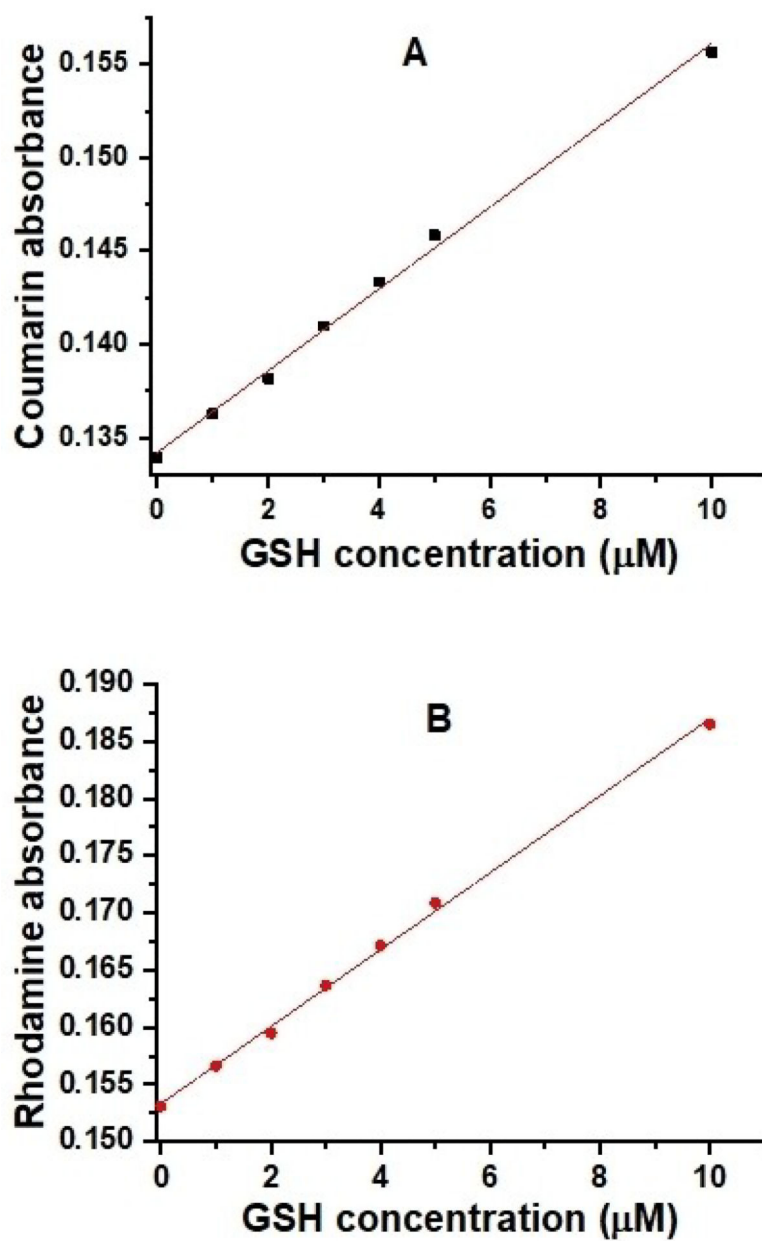 A
Coumarin absorbance
0.155
0.150
0.145
0.140
0.135
0 2 4 6 8 10
GSH concentration (μM)
B
Rhodamine absorbance
0.190
0.185
0.180
0.175
0.170
0.165
0.160
0.155
0.150
0 2 4 6 8 10
GSH concentration (μM)